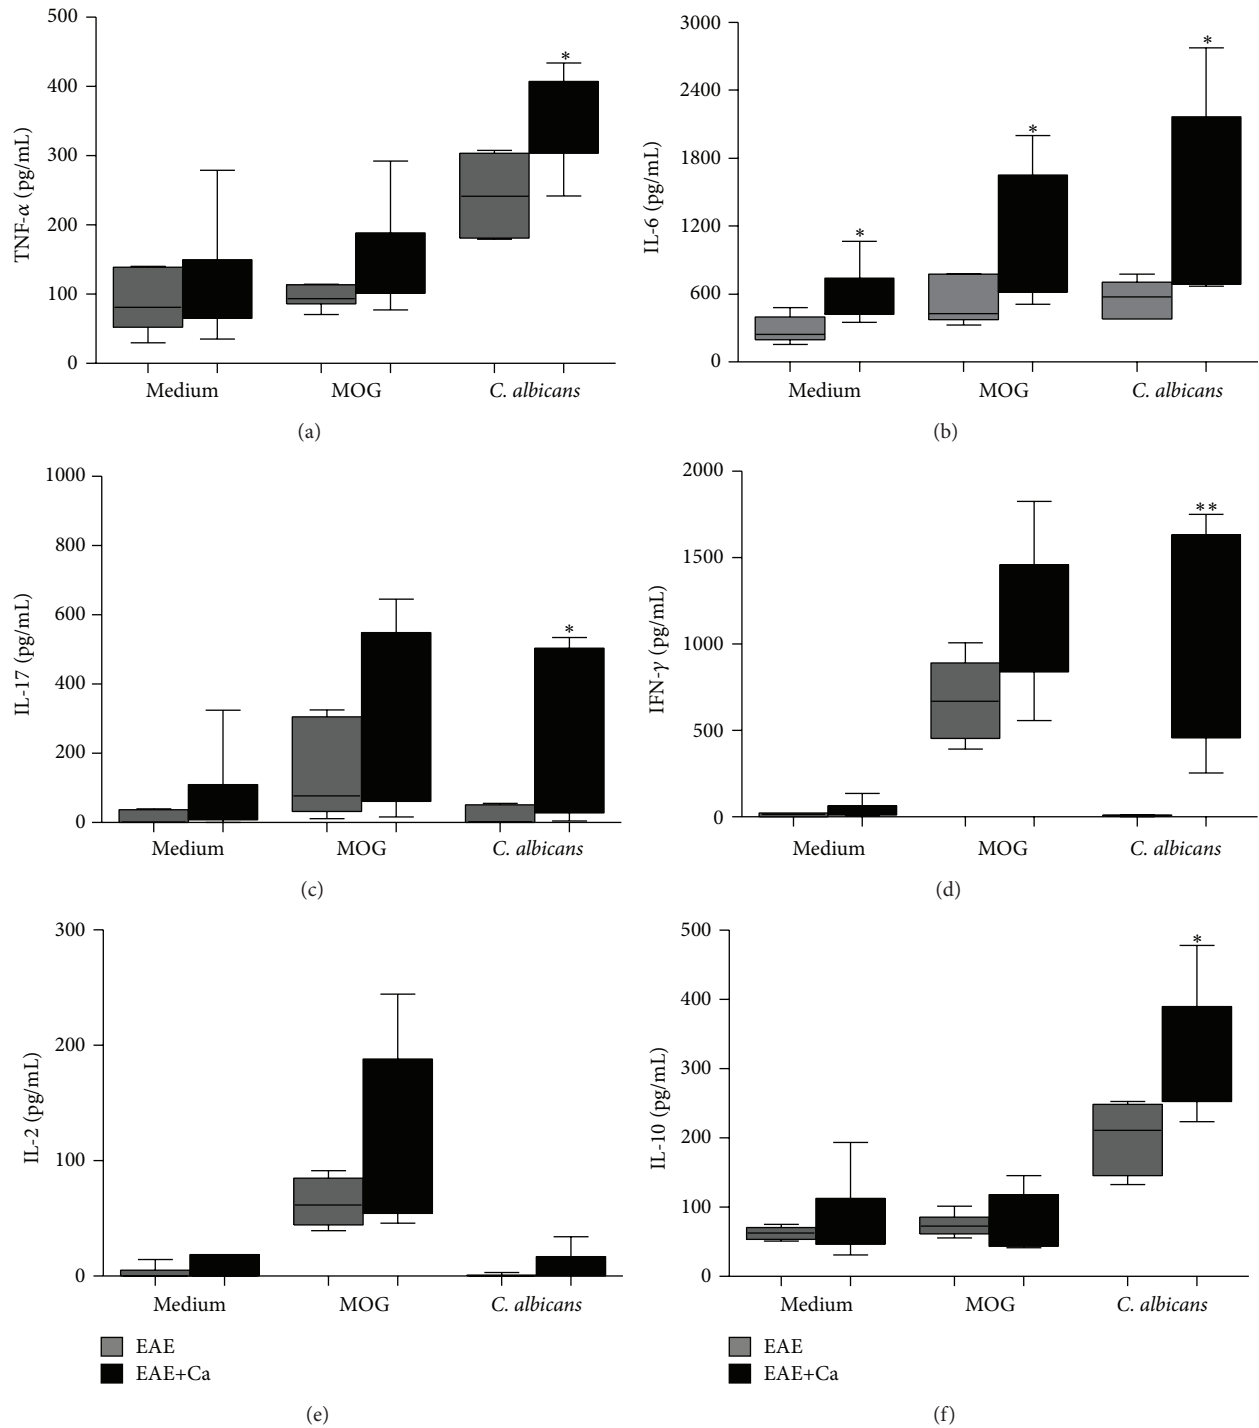 500
400
300
200
100
0
TNF-α (pg/mL)
*
Medium
MOG
C. albicans
(a)
3000
2400
1800
1200
600
0
IL-6 (pg/mL)
*
*
*
Medium
MOG
C. albicans
(b)
1000
800
600
400
200
0
IL-17 (pg/mL)
*
Medium
MOG
C. albicans
(c)
2000
1500
1000
500
0
IFN-γ (pg/mL)
**
Medium
MOG
C. albicans
(d)
300
200
100
0
IL-2 (pg/mL)
Medium
MOG
C. albicans
EAE
EAE+Ca
(e)
500
400
300
200
100
0
IL-10 (pg/mL)
*
Medium
MOG
C. albicans
EAE
EAE+Ca
(f)